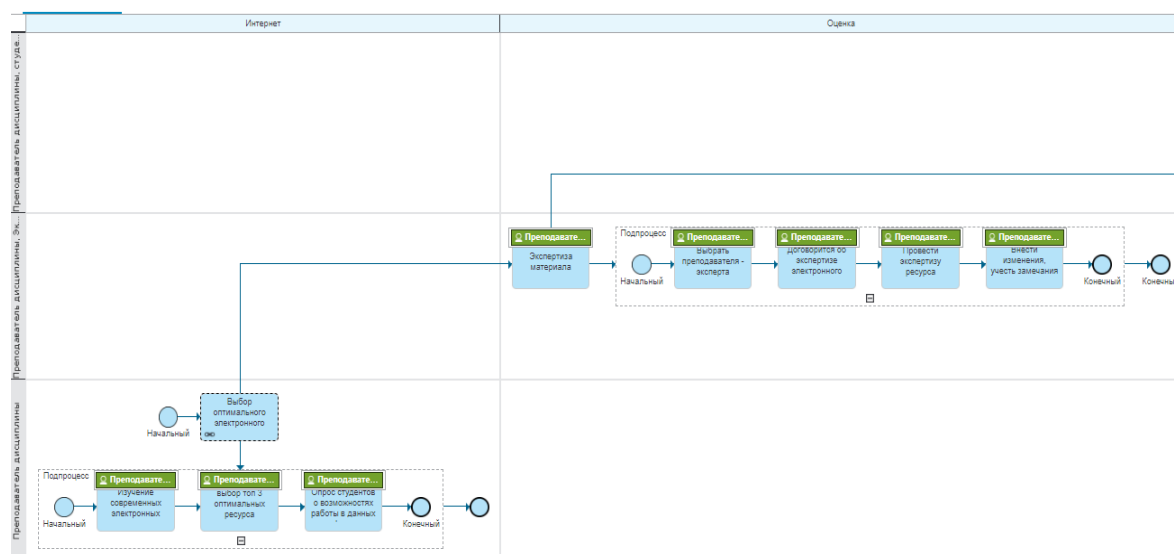 Интернет
Оценка
Преподаватель дисциплины, студе...
Преподаватель дисциплины, Эк...
Преподаватель дисциплины
Преподавате...
Экспертиза
материала
Подпроцесс
Начальный
Преподавате...
Выбрать
преподавателя -
эксперта
Преподавате...
Договорится об
экспертизе
электронного
Преподавате...
Провести
экспертизу
ресурса
Преподавате...
Внести
изменения,
учесть замечания
Конечный
Конечны
Начальный
Выбор
оптимального
электронного
Подпроцесс
Начальный
Преподавате...
Изучение
современных
электронных
Преподавате...
выбор топ 3
оптимальных
ресурса
Преподавате...
Опрос студентов
о возможностях
работы в данных
Конечный